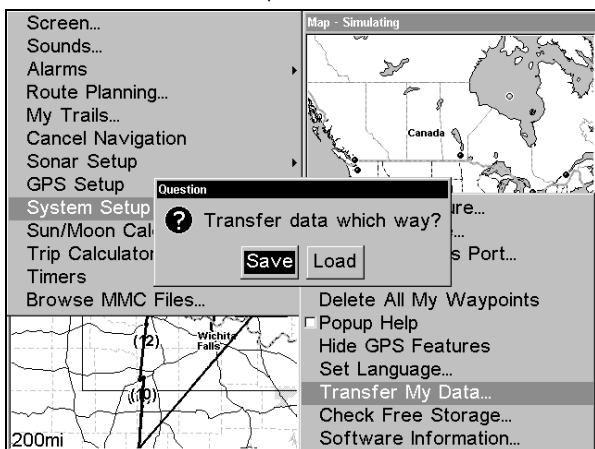 Screen...
Sounds...
Alarms
Route Planning...
My Trails...
Cancel Navigation
Sonar Setup
GPS Setup
System Setup
Sun/Moon Cal
Trip Calculator
Timers
Browse MMC Files...
Map - Simulating
Canada
Question
Transfer data which way?
Save
Load
ure...
s Port...
Delete All My Waypoints
Popup Help
Hide GPS Features
Set Language...
Transfer My Data...
Check Free Storage...
Software Information...
(12)
Wichita
Falls
200mi